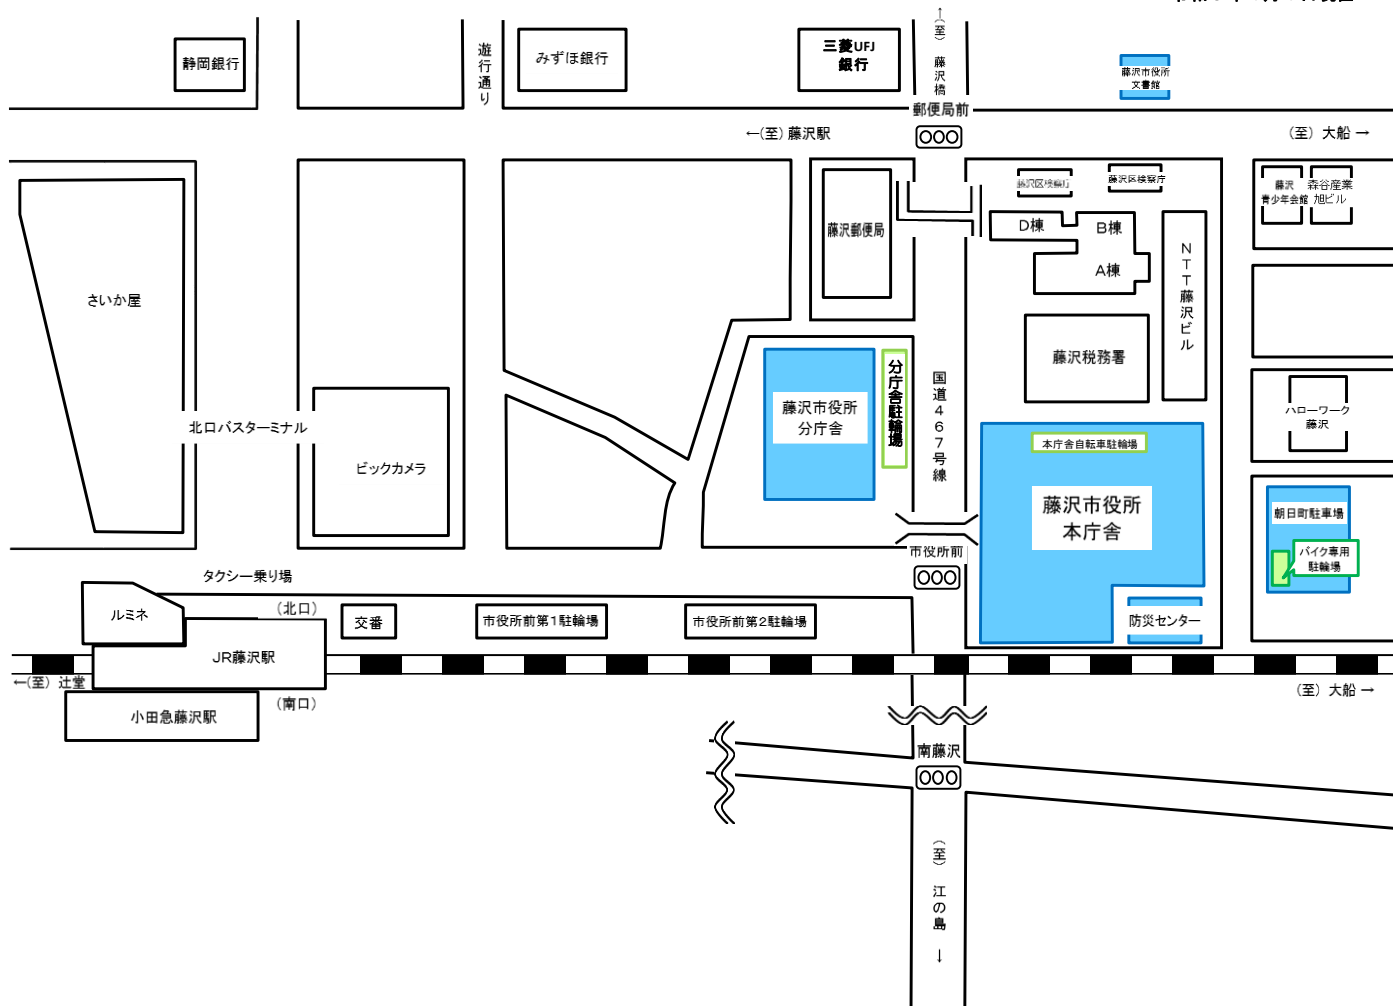 ↑(至) 藤沢橋
静岡銀行
遊行通り
みずほ銀行
三菱UFJ
銀行
藤沢市役所
文書館
郵便局前
←(至) 藤沢駅
(至) 大船 →
藤沢区検察庁
藤沢区検察庁
藤沢
青少年会館
森谷産業
旭ビル
藤沢郵便局
D棟
B棟
A棟
NTT藤沢ビル
さいか屋
藤沢税務署
国道467号線
分庁舎駐輪場
藤沢市役所
分庁舎
北口バスターミナル
ビックカメラ
本庁舎自転車駐輪場
ハローワーク
藤沢
藤沢市役所
本庁舎
朝日町駐車場
バイク専用
駐輪場
市役所前
タクシー乗り場
ルミネ
(北口)
交番
市役所前第1駐輪場
市役所前第2駐輪場
防災センター
JR藤沢駅
←(至) 辻堂
(南口)
(至) 大船 →
小田急藤沢駅
南藤沢
(至) 江の島 ↓